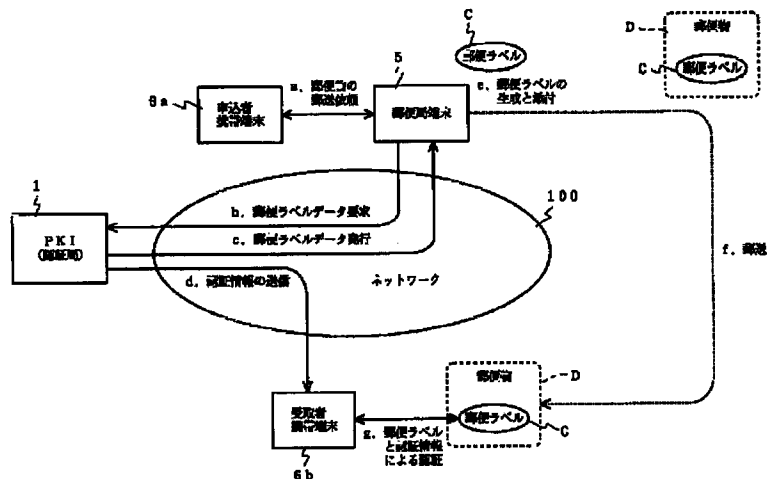 C
郵便ラベル
D
郵便物
C
郵便ラベル
5
a. 郵便物の
郵送依頼
6a
申込者
携帯端末
郵便局端末
e. 郵便ラベルの
生成と添付
1
PKI
(認証局)
100
b. 郵便ラベルデータ要求
c. 郵便ラベルデータ発行
d. 認証情報の送信
ネットワーク
f. 郵送
受取者
携帯端末
6b
g. 郵便ラベル
と認証情報
による認証
郵便物
D
郵便ラベル
C